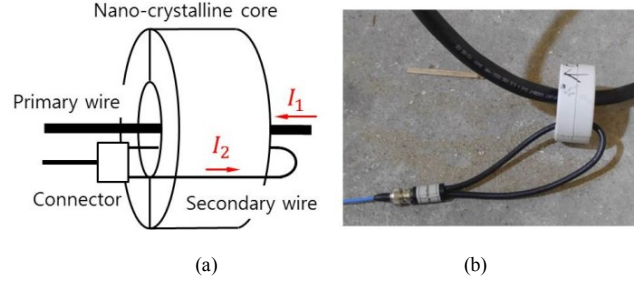 Nano-crystalline core
Primary wire
I₁
I₂
Connector
Secondary wire
(a)
(b)